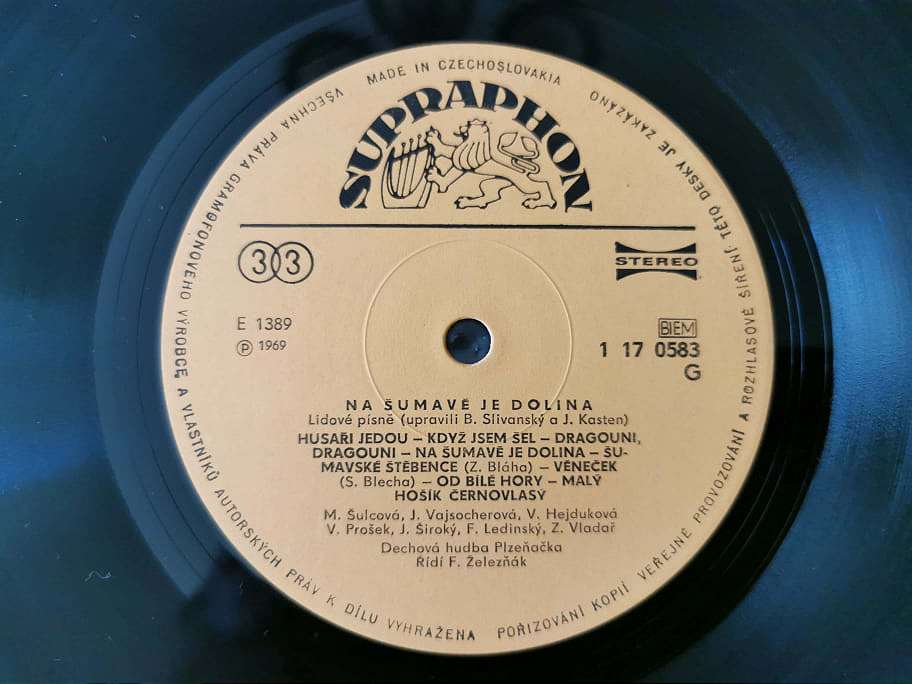 MADE IN CZECHOSLOVAKIA
SUPRAPHON
33
STEREO
E 1389
Ⓟ 1969
BIEM
1 17 0583
G
NA ŠUMAVĚ JE DOLINA
Lidové písně (upravili B. Slivanský a J. Kasten)
HUSAŘI JEDOU – KDYŽ JSEM ŠEL – DRAGOUNI,
DRAGOUNI – NA ŠUMAVĚ JE DOLINA – ŠU-
MAVSKÉ ŠTĚBENCE (Z. Bláha) – VĚNEČEK
(S. Blecha) – OD BÍLÉ HORY – MALÝ
HOŠÍK ČERNOVLASÝ
M. Šulcová, J. Vajsocherová, V. Hejduková
V. Prošek, J. Široký, F. Ledinský, Z. Vladař
Dechová hudba Plzeňačka
Řídí F. Železňák
VŠECHNA PRÁVA GRAMOFONOVÉHO VÝROBCE A VLASTNÍKŮ AUTORSKÝCH PRÁV K DÍLU VYHRAŽENA
POŘIZOVÁNÍ KOPIÍ VEŘEJNÉ PROVOZOVÁNÍ A ROZHLASOVÉ ŠÍŘENÍ TÉTO DESKY JE ZAKÁZÁNO